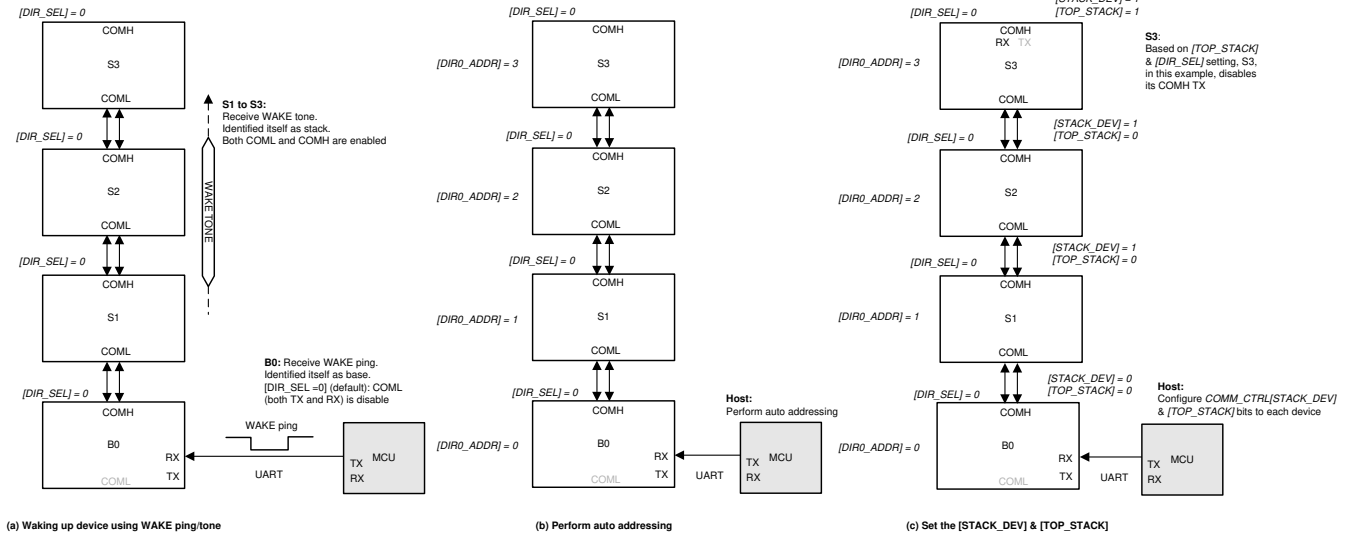 [DIR_SEL] = 0
COMH
S3
COML
S1 to S3:
Receive WAKE tone.
Identified itself as stack.
Both COML and COMH are enabled
[DIR_SEL] = 0
COMH
S2
COML
WAKE TONE
[DIR_SEL] = 0
COMH
S1
COML
B0: Receive WAKE ping.
Identified itself as base.
[DIR_SEL =0] (default): COML
(both TX and RX) is disable
[DIR_SEL] = 0
COMH
B0
RX
TX
COML
WAKE ping
UART
TX
RX
MCU
(a) Waking up device using WAKE ping/tone
[DIR_SEL] = 0
COMH
[DIR0_ADDR] = 3
S3
COML
[DIR_SEL] = 0
COMH
[DIR0_ADDR] = 2
S2
COML
[DIR_SEL] = 0
COMH
[DIR0_ADDR] = 1
S1
COML
[DIR_SEL] = 0
COMH
[DIR0_ADDR] = 0
B0
RX
TX
COML
Host:
Perform auto addressing
UART
TX
RX
MCU
(b) Perform auto addressing
[STACK_DEV] = 1
[TOP_STACK] = 1
[DIR_SEL] = 0
COMH
RX TX
[DIR0_ADDR] = 3
S3
COML
S3:
Based on [TOP_STACK]
& [DIR_SEL] setting, S3,
in this example, disables
its COMH TX
[STACK_DEV] = 1
[TOP_STACK] = 0
[DIR_SEL] = 0
COMH
[DIR0_ADDR] = 2
S2
COML
[STACK_DEV] = 1
[TOP_STACK] = 0
[DIR_SEL] = 0
COMH
[DIR0_ADDR] = 1
S1
COML
[STACK_DEV] = 0
[TOP_STACK] = 0
[DIR_SEL] = 0
COMH
[DIR0_ADDR] = 0
B0
RX
TX
COML
Host:
Configure COMM_CTRL[STACK_DEV]
& [TOP_STACK] bits to each device
UART
TX
RX
MCU
(c) Set the [STACK_DEV] & [TOP_STACK]